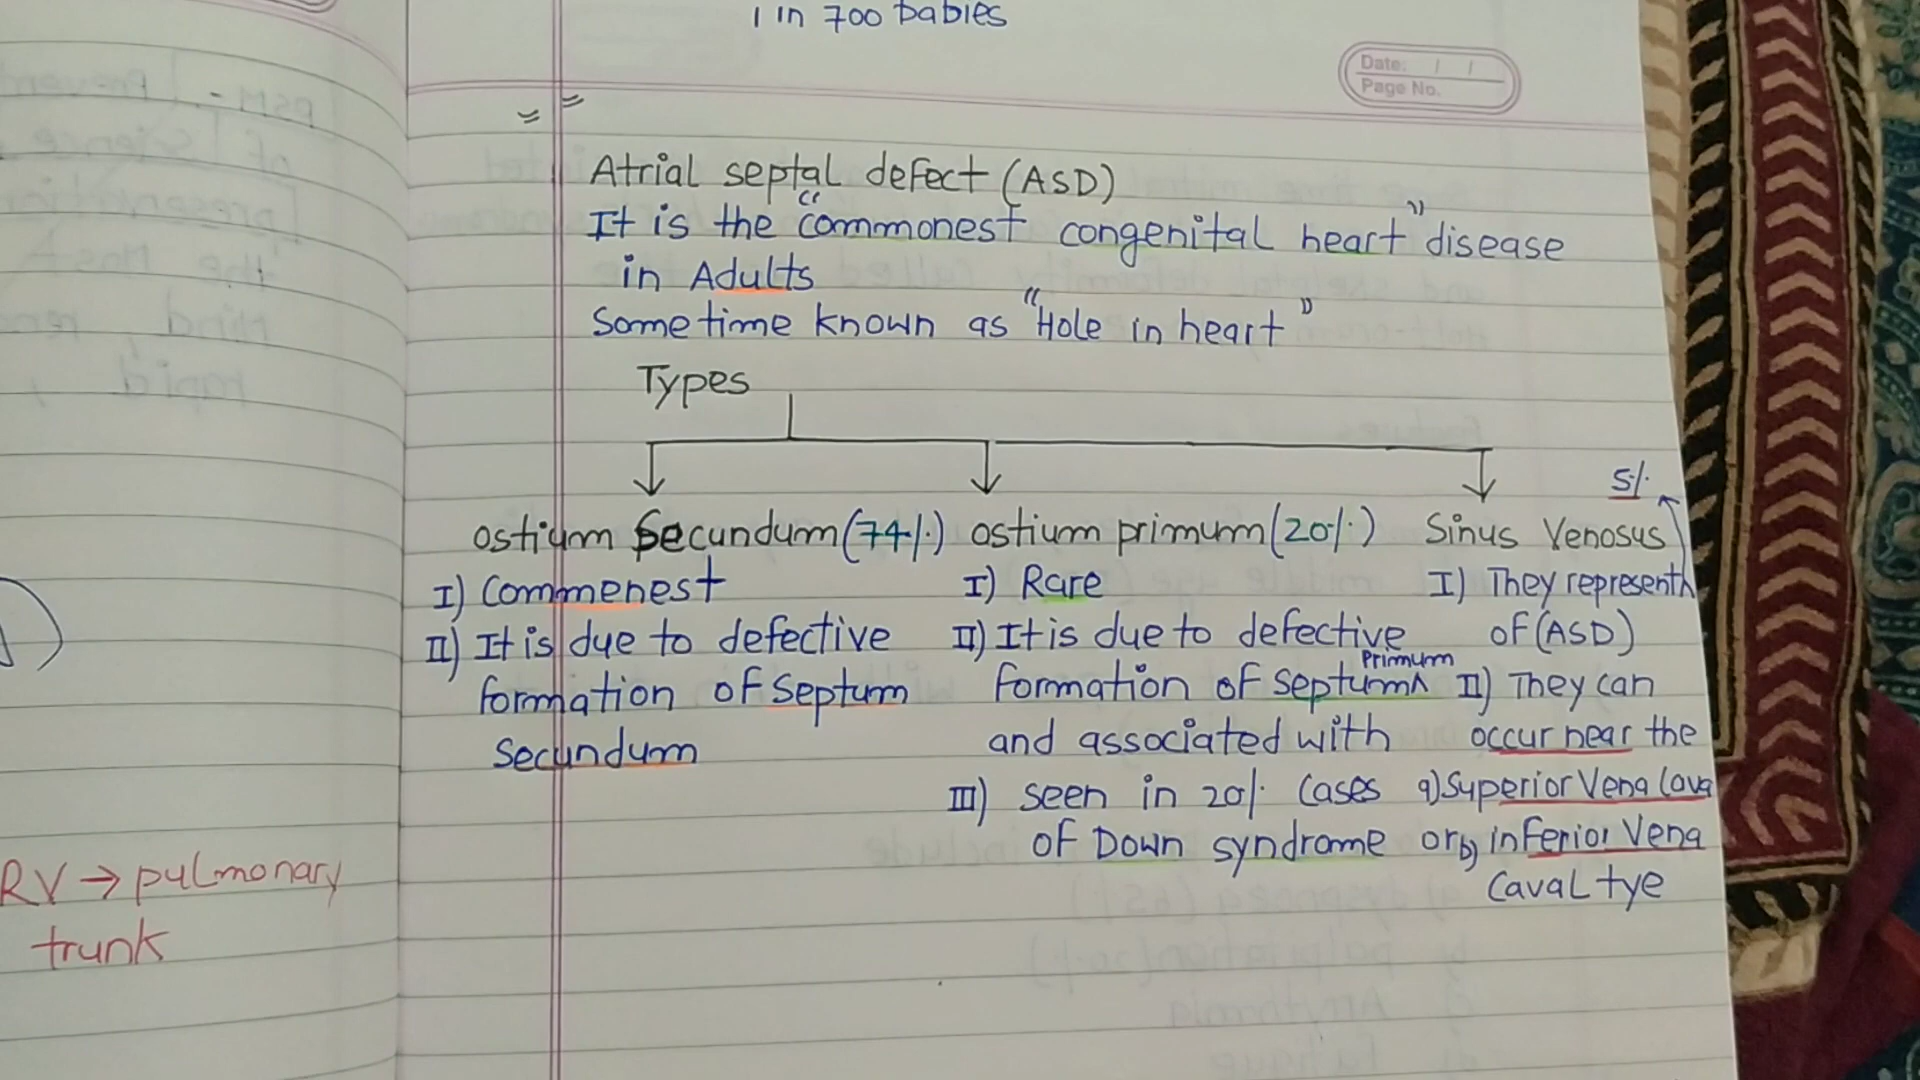 1 in 700 babies
Date: / /
Page No.
Atrial septal defect (ASD)
It is the "commonest congenital heart" disease
in Adults
Some time known as "Hole in heart"
Types
ostium Secundum (74%) ostium primum (20%) Sinus Venosus 5%
I) Commenest
II) It is due to defective
formation of Septum
Secundum
I) Rare
II) It is due to defective
formation of septum primum
and associated with
III) seen in 20% cases
of Down syndrome
I) They represent
of (ASD)
II) They can
occur near the
a) Superior Vena Cava
or b) inferior Vena
Caval tye
RV → pulmonary
trunk